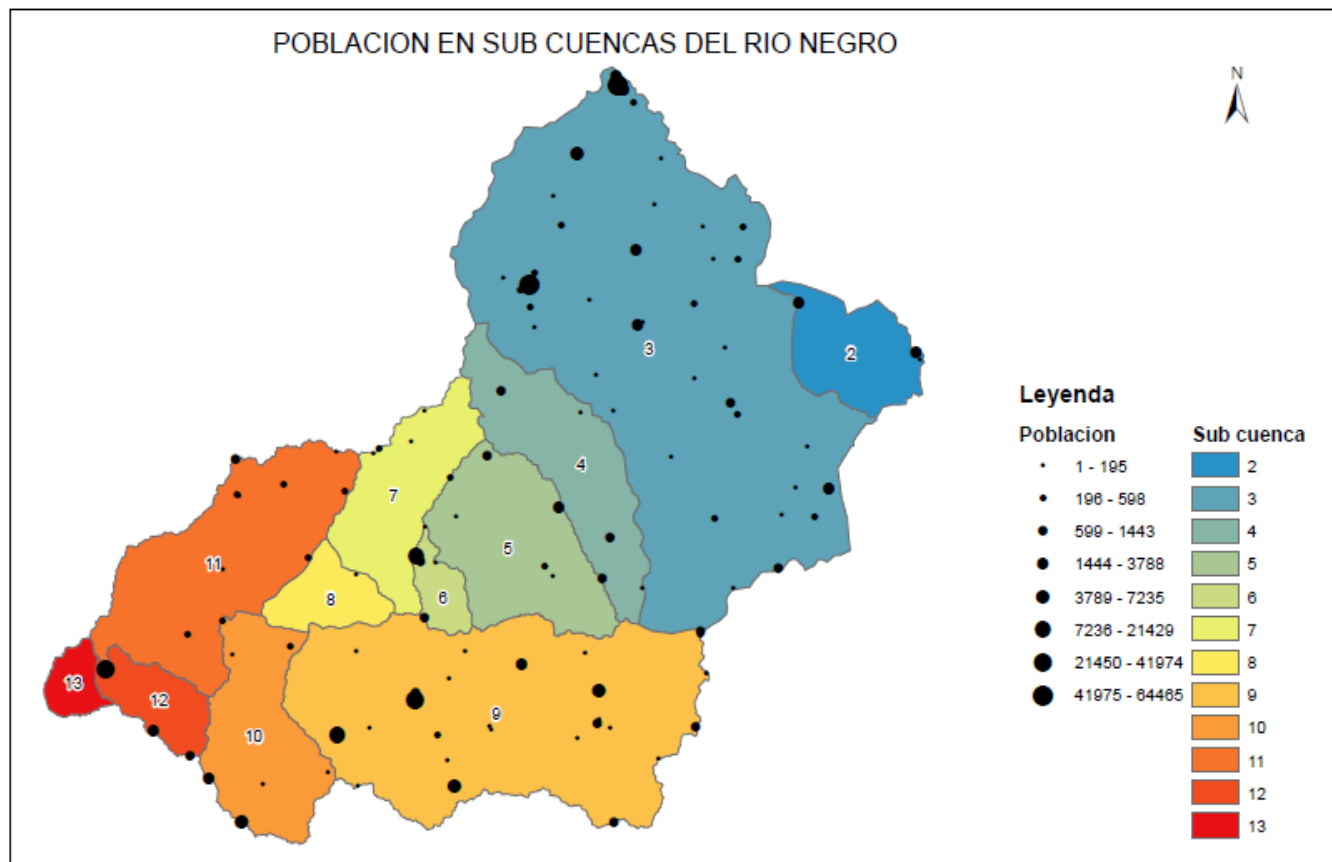 POBLACION EN SUB CUENCAS DEL RIO NEGRO
N
3
2
4
7
5
11
8
6
13
12
10
9
Leyenda
Poblacion
1 - 195
196 - 598
599 - 1443
1444 - 3788
3789 - 7235
7236 - 21429
21450 - 41974
41975 - 64465
Sub cuenca
2
3
4
5
6
7
8
9
10
11
12
13